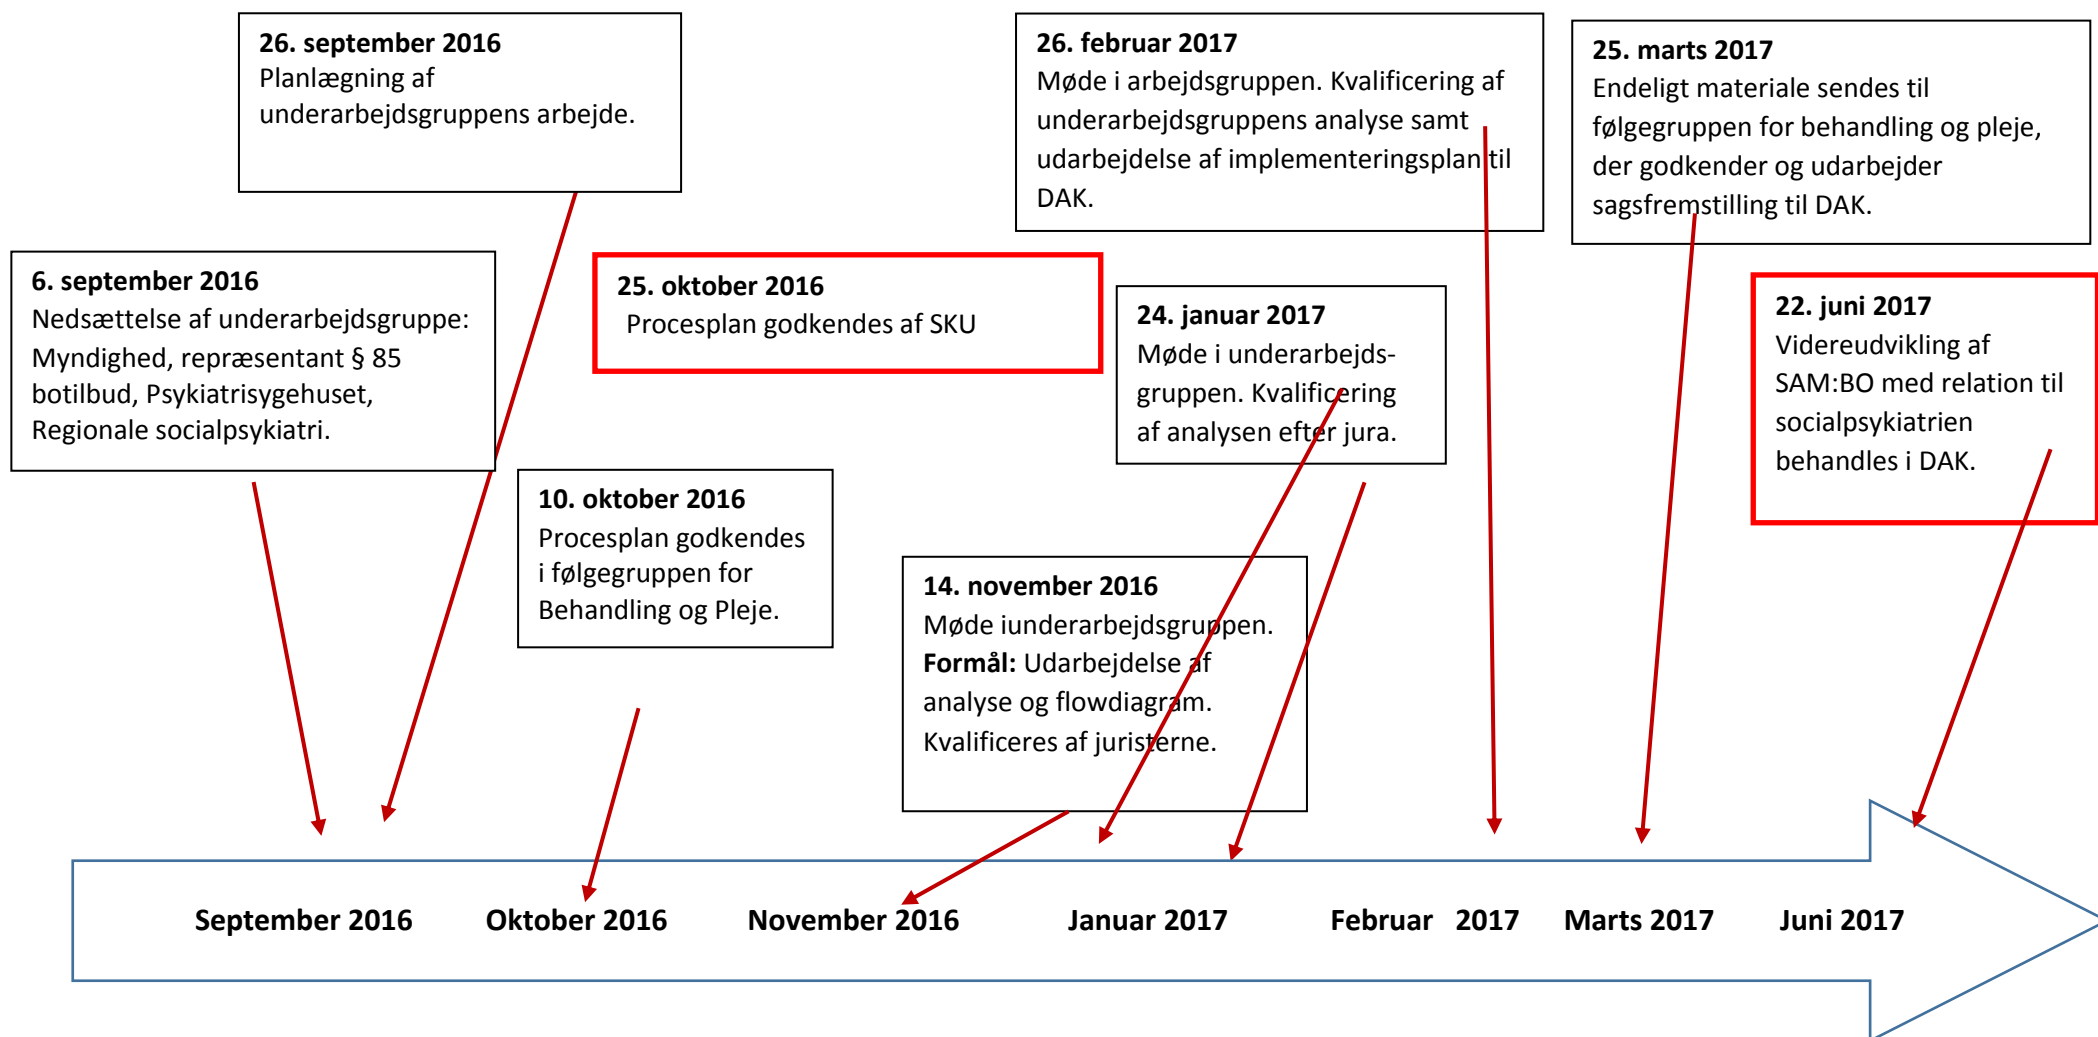 26. september 2016
Planlægning af
underarbejdsgruppens arbejde.
26. februar 2017
Møde i arbejdsgruppen. Kvalificering af
underarbejdsgruppens analyse samt
udarbejdelse af implementeringsplan til
DAK.
25. marts 2017
Endeligt materiale sendes til
følgegruppen for behandling og pleje,
der godkender og udarbejder
sagsfremstilling til DAK.
6. september 2016
Nedsættelse af underarbejdsgruppe:
Myndighed, repræsentant § 85
botilbud, Psykiatrisygehuset,
Regionale socialpsykiatri.
25. oktober 2016
Procesplan godkendes af SKU
24. januar 2017
Møde i underarbejds-
gruppen. Kvalificering
af analysen efter jura.
22. juni 2017
Videreudvikling af
SAM:BO med relation til
socialpsykiatrien
behandles i DAK.
10. oktober 2016
Procesplan godkendes
i følgegruppen for
Behandling og Pleje.
14. november 2016
Møde iunderarbejdsgruppen.
Formål: Udarbejdelse af
analyse og flowdiagram.
Kvalificeres af juristerne.
September 2016 Oktober 2016 November 2016 Januar 2017 Februar 2017 Marts 2017 Juni 2017